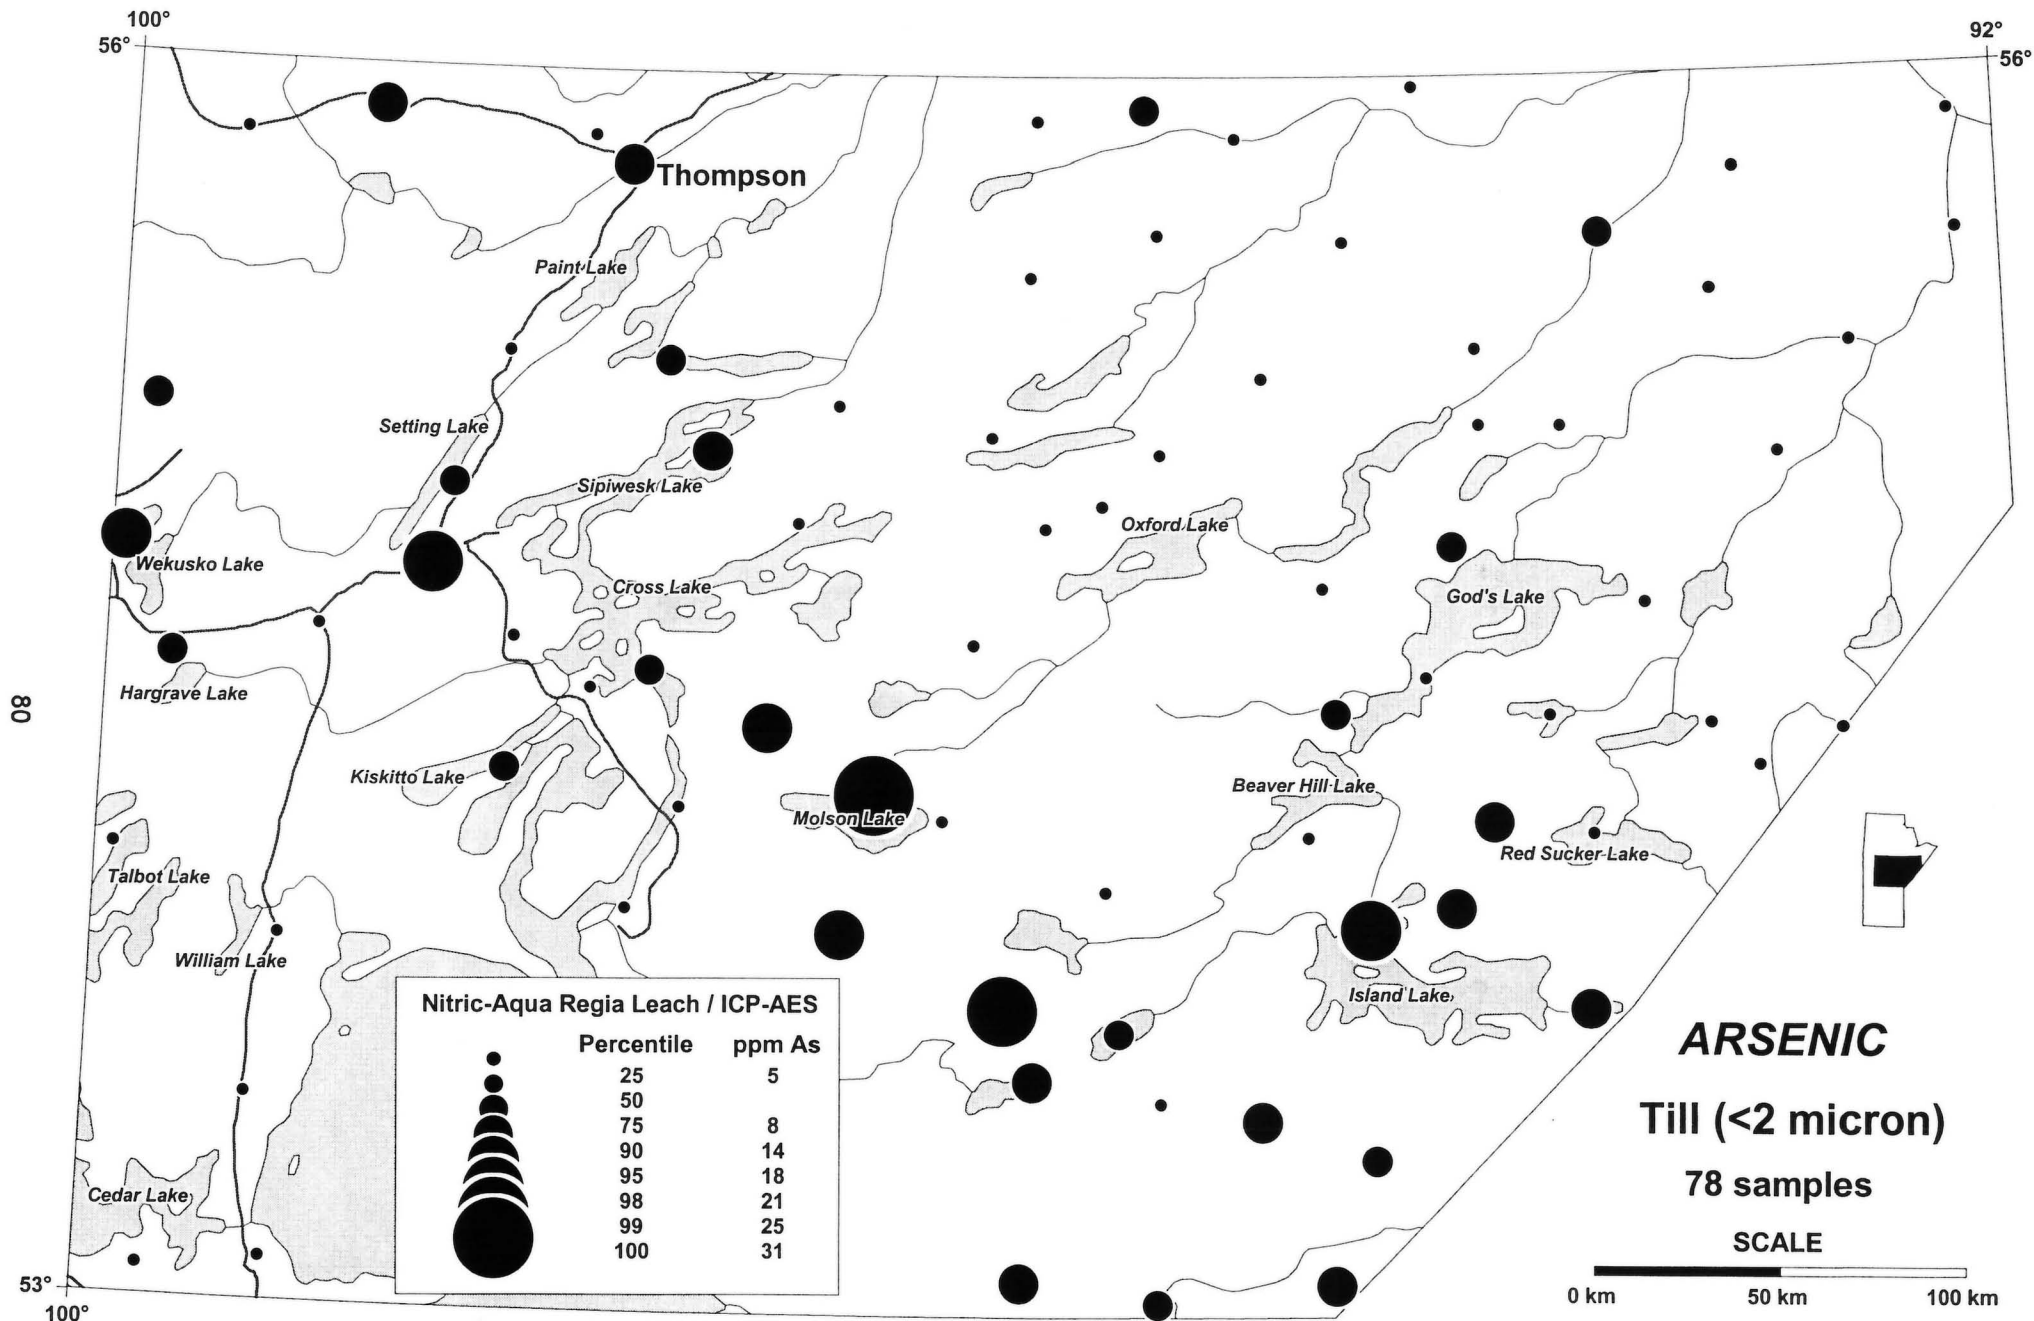 100°
56°
92°
56°
Thompson
Paint Lake
Setting Lake
Sipiwesk Lake
Oxford Lake
Wekusko Lake
Cross Lake
God's Lake
Hargrave Lake
80
Kiskitto Lake
Beaver Hill Lake
Molson Lake
Red Sucker Lake
Talbot Lake
William Lake
Island Lake
Nitric-Aqua Regia Leach / ICP-AES
Percentile ppm As
25 5
50
75 8
90 14
95 18
98 21
99 25
100 31
Cedar Lake
53°
100°
ARSENIC
Till (<2 micron)
78 samples
SCALE
0 km 50 km 100 km